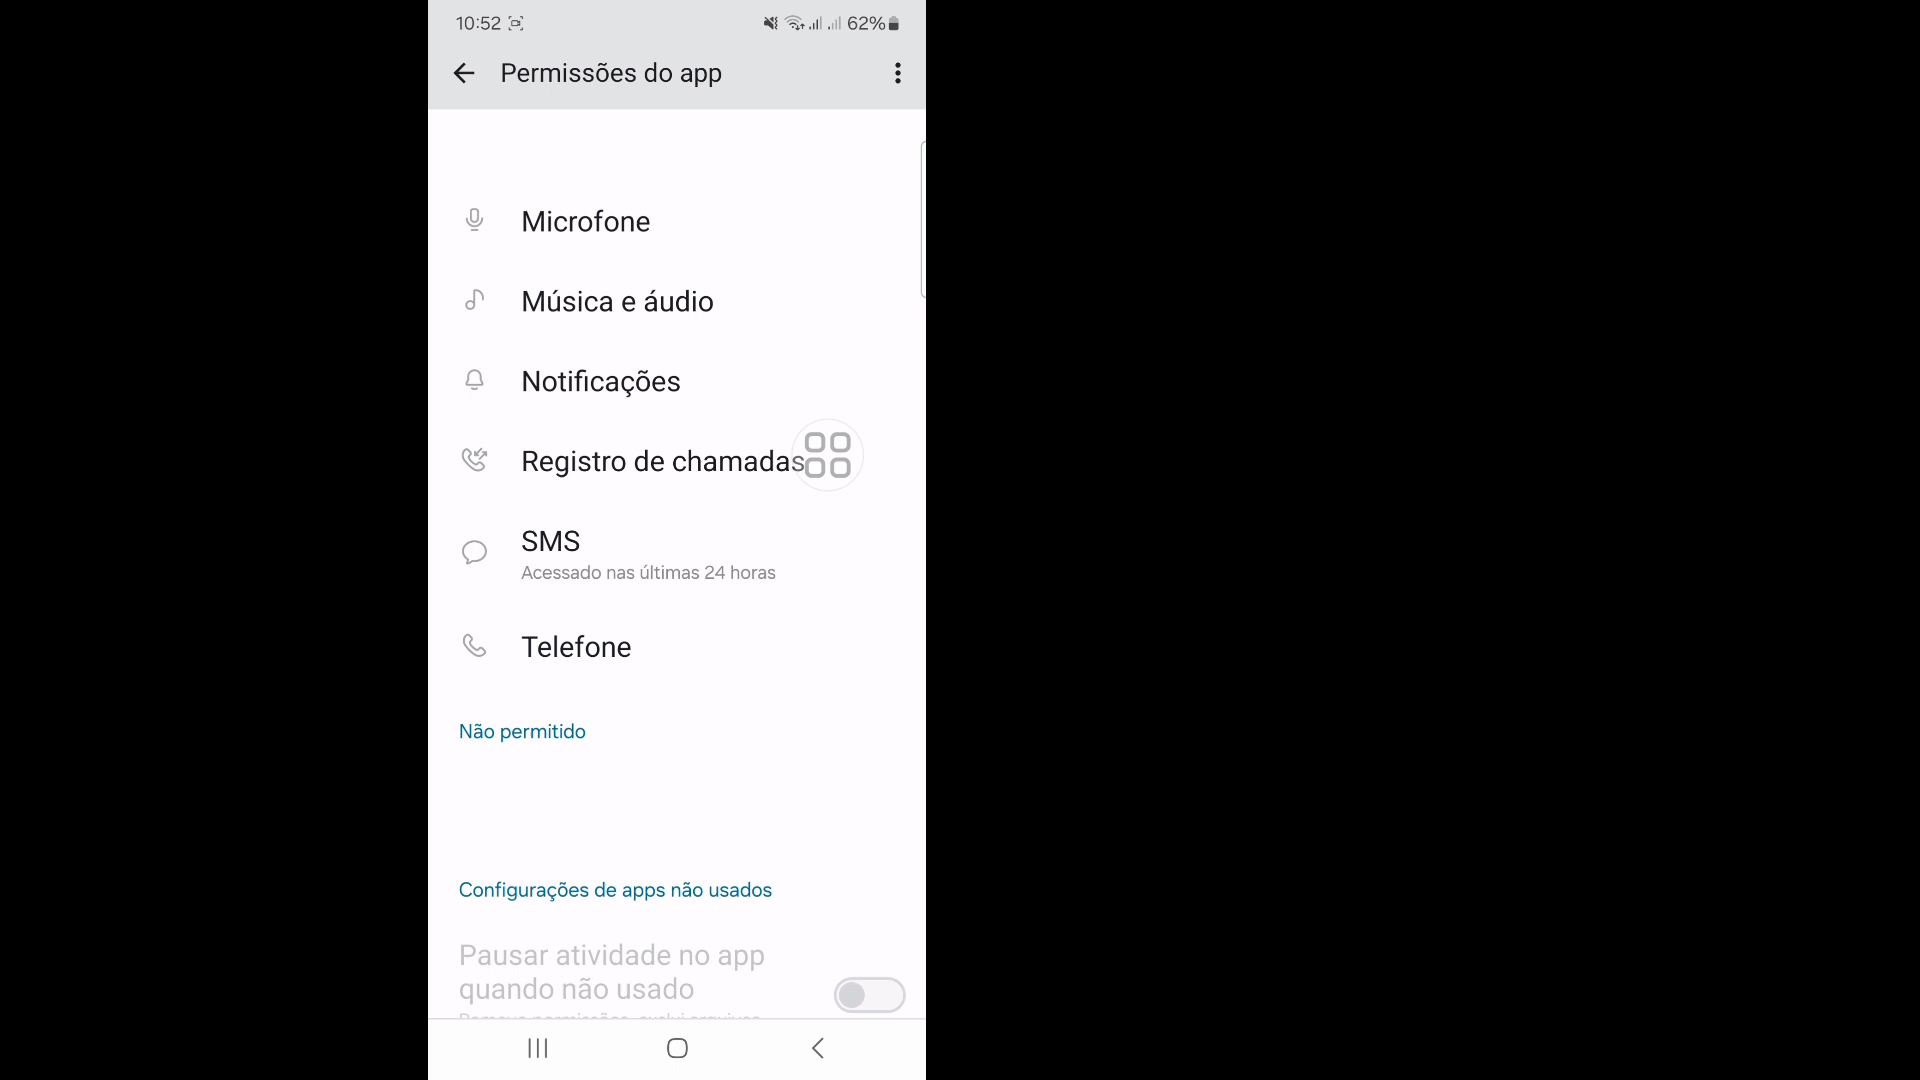 10:52
62%
Permissões do app
Microfone
Música e áudio
Notificações
Registro de chamadas
SMS
Acessado nas últimas 24 horas
Telefone
Não permitido
Configurações de apps não usados
Pausar atividade no app
quando não usado